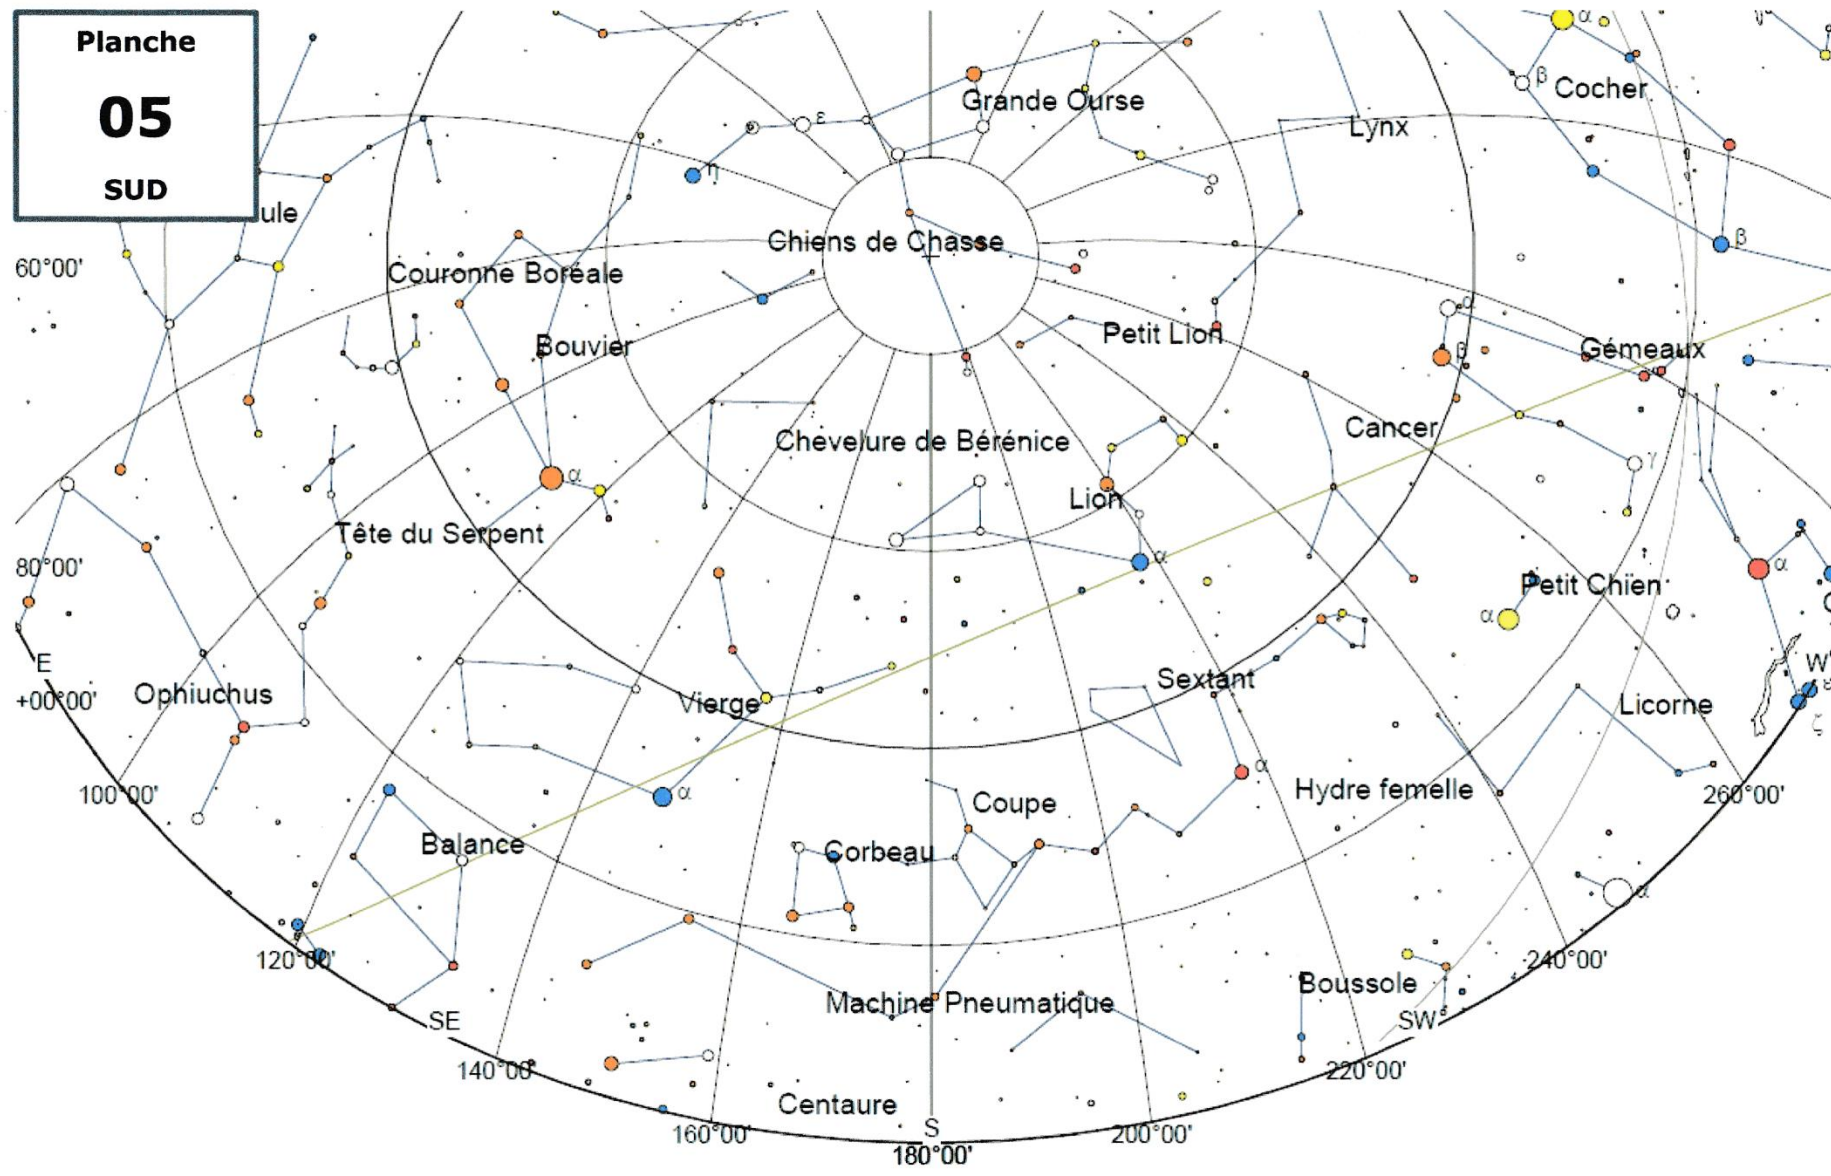 Planche
05
SUD
α
β
Cocher
Grande Ourse
ε
Lynx
η
ule
β
Chiens de Chasse
60°00'
Couronne Boréale
α
Petit Lion
Bouvier
β
Gémeaux
Cancer
Chevelure de Bérénice
γ
α
Lion
Tête du Serpent
α
80°00'
α
Petit Chien
α
E
W
Sextant
Ophiuchus
+00°00'
Vierge
Licorne
ζ
α
100°00'
α
Coupe
Hydre femelle
260°00'
Balance
Corbeau
α
120°00'
240°00'
Boussole
Machine Pneumatique
SE
SW
140°00'
220°00'
Centaure
160°00'
S
200°00'
180°00'